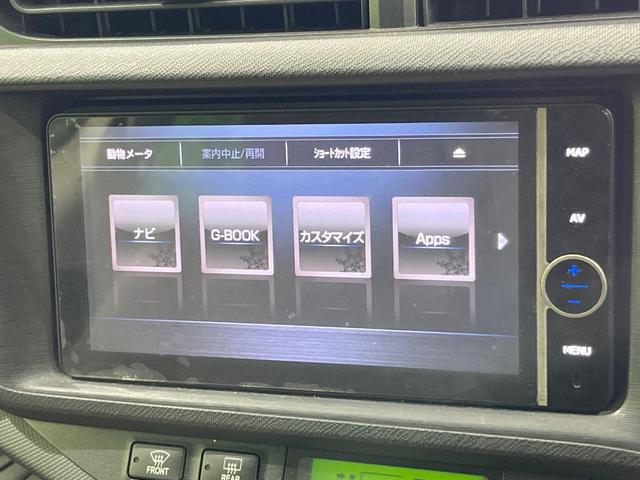 動物メータ 案内中止/再開 ショートカット設定
ナビ G-BOOK カスタマイズ Apps
MAP
AV
MENU
FRONT REAR